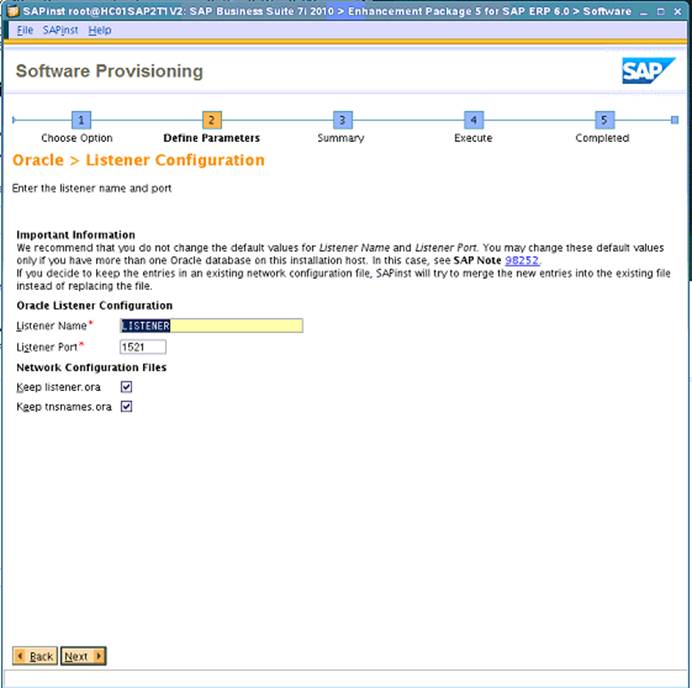 SAPinst root@HC01SAP2T1V2: SAP Business Suite 7i 2010 > Enhancement Package 5 for SAP ERP 6.0 > Software
File SAPinst Help
Software Provisioning
SAP
1 2 3 4 5
Choose Option Define Parameters Summary Execute Completed
Oracle > Listener Configuration
Enter the listener name and port
Important Information
We recommend that you do not change the default values for Listener Name and Listener Port. You may change these default values
only if you have more than one Oracle database on this installation host. In this case, see SAP Note 98252.
If you decide to keep the entries in an existing network configuration file, SAPinst will try to merge the new entries into the existing file
instead of replacing the file.
Oracle Listener Configuration
Listener Name* LISTENER
Listener Port* 1521
Network Configuration Files
Keep listener.ora
Keep tnsnames.ora
Back Next